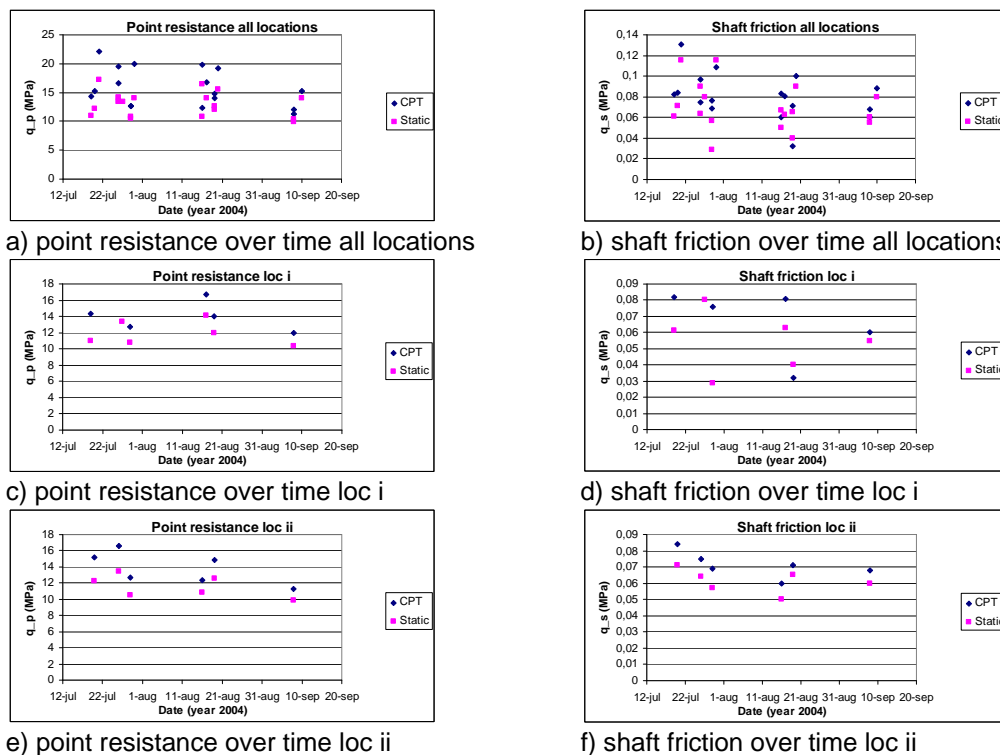 Point resistance all locations
25
20
15
10
5
0
q_p (MPa)
12-jul 22-jul 1-aug 11-aug 21-aug 31-aug 10-sep 20-sep
Date (year 2004)
CPT
Static
a) point resistance over time all locations
Shaft friction all locations
0,14
0,12
0,1
0,08
0,06
0,04
0,02
0
q_s (MPa)
12-jul 22-jul 1-aug 11-aug 21-aug 31-aug 10-sep 20-sep
Date (year 2004)
CPT
Static
b) shaft friction over time all locations
Point resistance loc i
18
16
14
12
10
8
6
4
2
0
q_p (MPa)
12-jul 22-jul 1-aug 11-aug 21-aug 31-aug 10-sep 20-sep
Date (year 2004)
CPT
Static
c) point resistance over time loc i
Shaft friction loc i
0,09
0,08
0,07
0,06
0,05
0,04
0,03
0,02
0,01
0
q_s (MPa)
12-jul 22-jul 1-aug 11-aug 21-aug 31-aug 10-sep 20-sep
Date (year 2004)
CPT
Static
d) shaft friction over time loc i
Point resistance loc ii
18
16
14
12
10
8
6
4
2
0
q_p (MPa)
12-jul 22-jul 1-aug 11-aug 21-aug 31-aug 10-sep 20-sep
Date (year 2004)
CPT
Static
e) point resistance over time loc ii
Shaft friction loc ii
0,09
0,08
0,07
0,06
0,05
0,04
0,03
0,02
0,01
0
q_s (MPa)
12-jul 22-jul 1-aug 11-aug 21-aug 31-aug 10-sep 20-sep
Date (year 2004)
CPT
Static
f) shaft friction over time loc ii